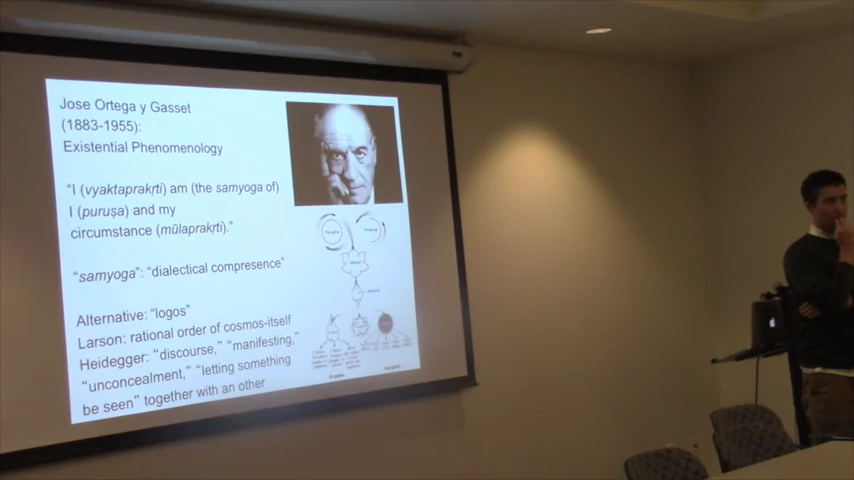 Jose Ortega y Gasset
(1883-1955):
Existential Phenomenology
"I (vyaktaprakṛti) am (the samyoga of)
I (puruṣa) and my
circumstance (mūlaprakṛti)."
"samyoga": "dialectical compresence"
Alternative: "logos"
Larson: rational order of cosmos-itself
Heidegger: "discourse," "manifesting,"
"unconcealment," "letting something
be seen" together with an other